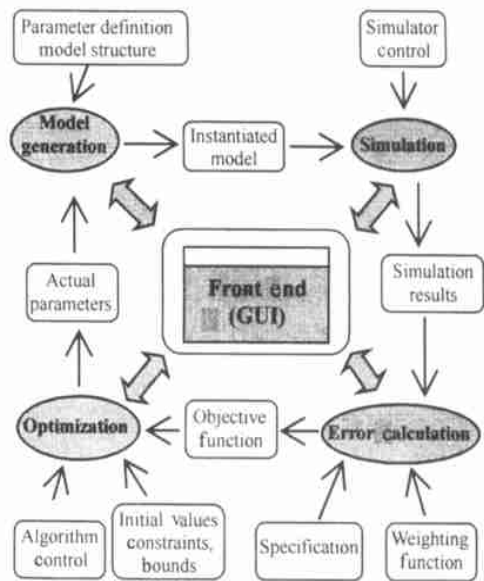 Parameter definition
model structure
Simulator
control
Model
generation
Instantiated
model
Simulation
Actual
parameters
Front end
(GUI)
Simulation
results
Optimization
Objective
function
Error calculation
Algorithm
control
Initial values
constraints,
bounds
Specification
Weighting
function